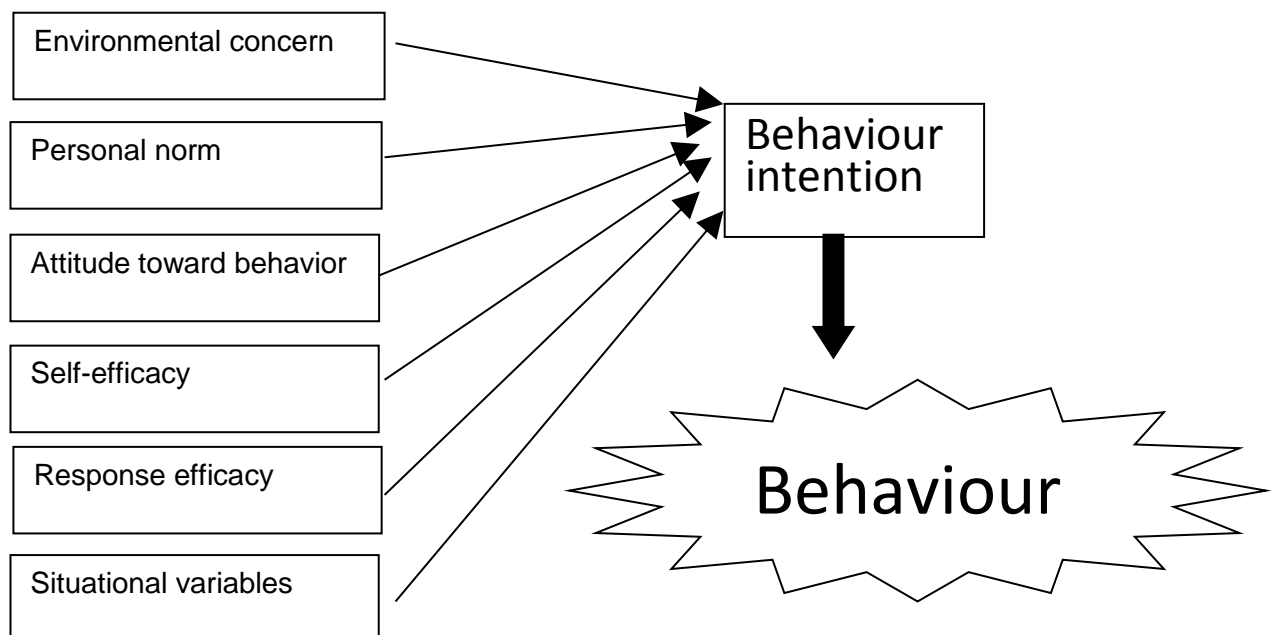 Environmental concern
Personal norm
Attitude toward behavior
Self-efficacy
Response efficacy
Situational variables
Behaviour
intention
Behaviour